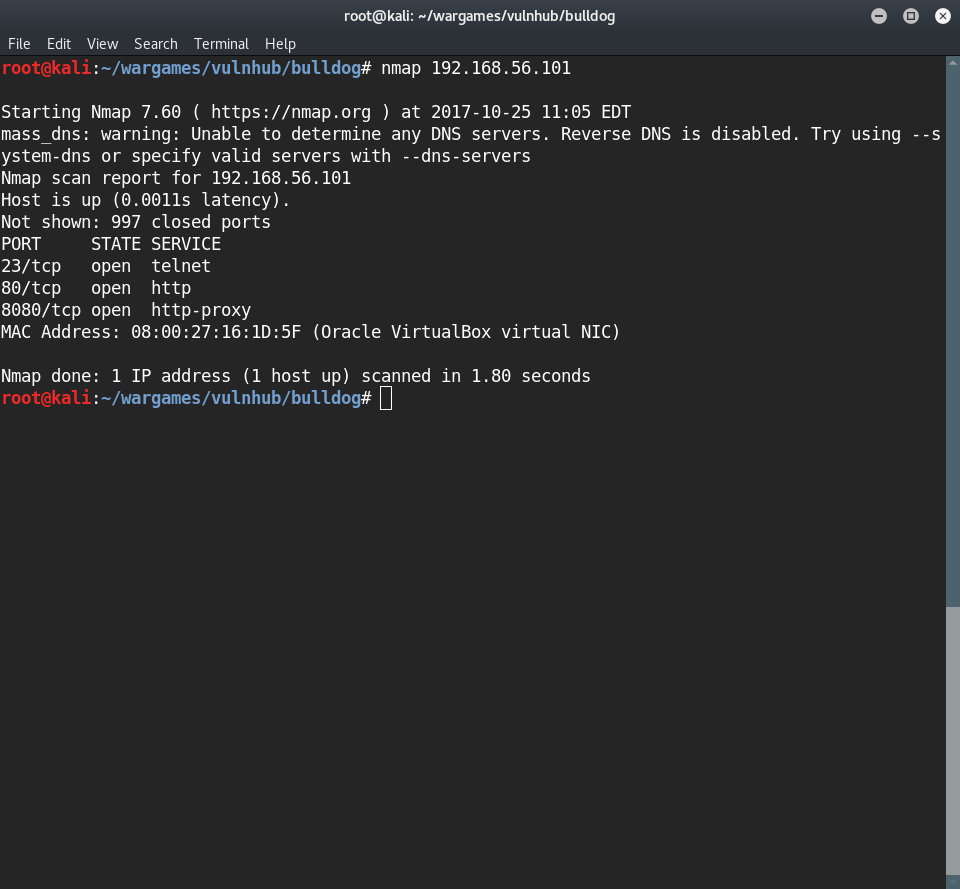 root@kali: ~/wargames/vulnhub/bulldog
File Edit View Search Terminal Help
root@kali:~/wargames/vulnhub/bulldog# nmap 192.168.56.101
Starting Nmap 7.60 ( https://nmap.org ) at 2017-10-25 11:05 EDT
mass_dns: warning: Unable to determine any DNS servers. Reverse DNS is disabled. Try using --s
ystem-dns or specify valid servers with --dns-servers
Nmap scan report for 192.168.56.101
Host is up (0.0011s latency).
Not shown: 997 closed ports
PORT     STATE SERVICE
23/tcp   open  telnet
80/tcp   open  http
8080/tcp open  http-proxy
MAC Address: 08:00:27:16:1D:5F (Oracle VirtualBox virtual NIC)
Nmap done: 1 IP address (1 host up) scanned in 1.80 seconds
root@kali:~/wargames/vulnhub/bulldog#